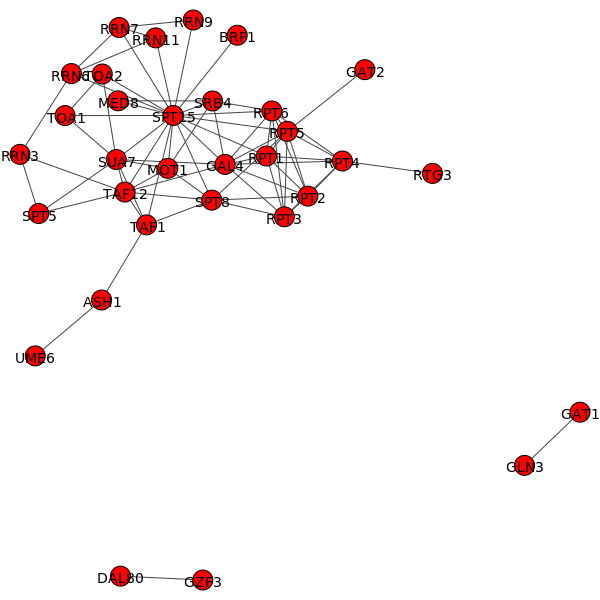 RRN9
RRN7
BRF1
RRN11
GAT2
RRN6
TOA2
MED8
SRB4
RPT6
TOA1
SPT15
RPT5
RRN3
RPT1
SUA7
RPT4
GAL4
MOT1
RTG3
TAF12
RPT2
SPT8
SPT5
RPT3
TAF1
ASH1
UME6
GAT1
GLN3
DAL80
GZF3